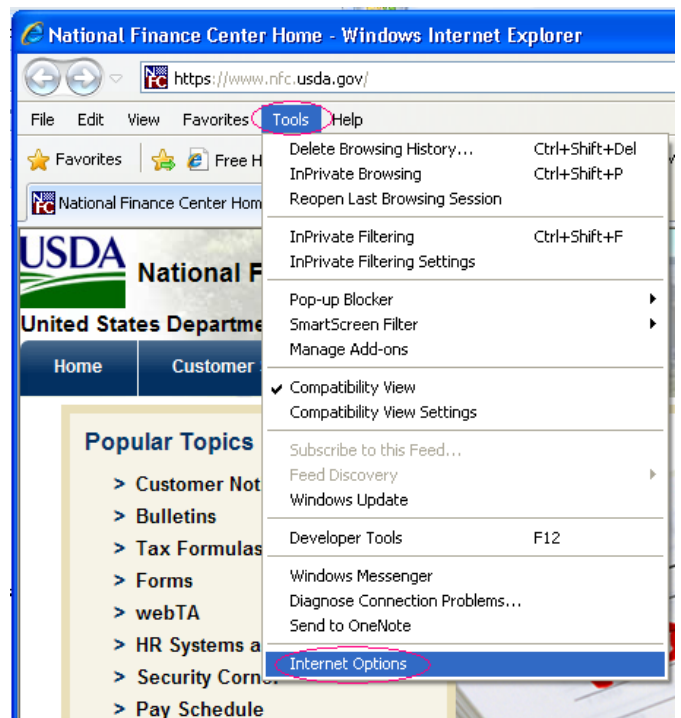 National Finance Center Home - Windows Internet Explorer
NFC https://www.nfc.usda.gov/
File Edit View Favorites Tools Help
Favorites Free H
NFC National Finance Center Hom
Delete Browsing History... Ctrl+Shift+Del
InPrivate Browsing Ctrl+Shift+P
Reopen Last Browsing Session
InPrivate Filtering Ctrl+Shift+F
InPrivate Filtering Settings
Pop-up Blocker
SmartScreen Filter
Manage Add-ons
Compatibility View
Compatibility View Settings
Subscribe to this Feed...
Feed Discovery
Windows Update
Developer Tools F12
Windows Messenger
Diagnose Connection Problems...
Send to OneNote
Internet Options
USDA
National F
United States Departme
Home Customer
Popular Topics
> Customer Not
> Bulletins
> Tax Formulas
> Forms
> webTA
> HR Systems a
> Security Corn
> Pay Schedule